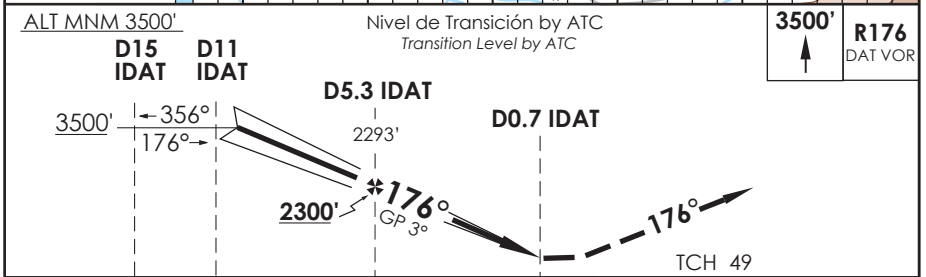 ALT MNM 3500'
Nivel de Transición by ATC
Transition Level by ATC
3500'
R176
DAT VOR
D15
IDAT
D11
IDAT
D5.3 IDAT
D0.7 IDAT
3500'
356°
176°
2293'
2300'
176°
GP 3°
176°
TCH 49